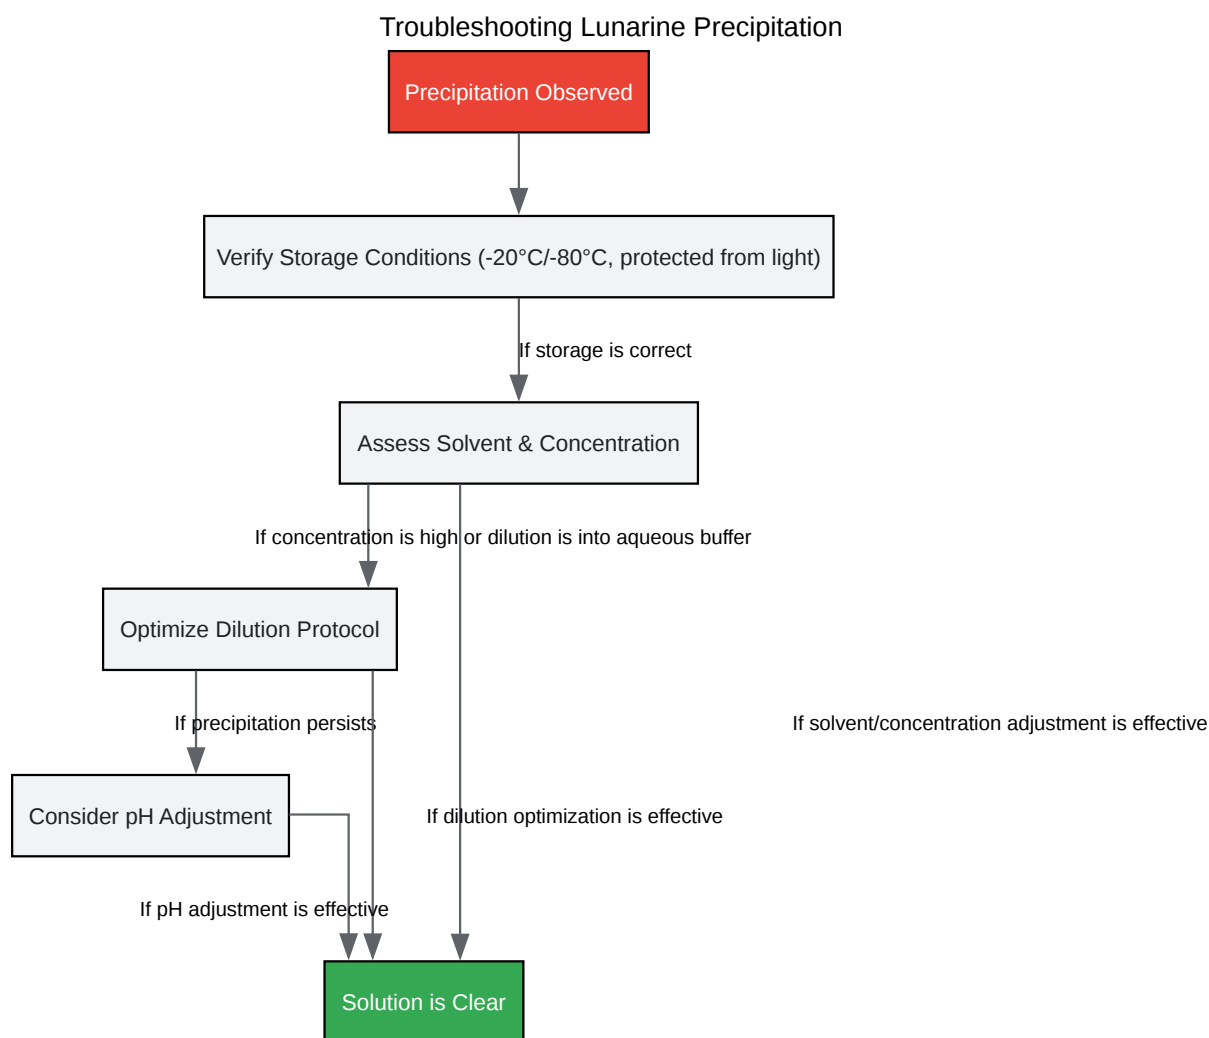 Troubleshooting Lunarine Precipitation
Precipitation Observed
Verify Storage Conditions (-20°C/-80°C, protected from light)
If storage is correct
Assess Solvent & Concentration
If concentration is high or dilution is into aqueous buffer
Optimize Dilution Protocol
If precipitation persists
If solvent/concentration adjustment is effective
Consider pH Adjustment
If dilution optimization is effective
If pH adjustment is effective
Solution is Clear